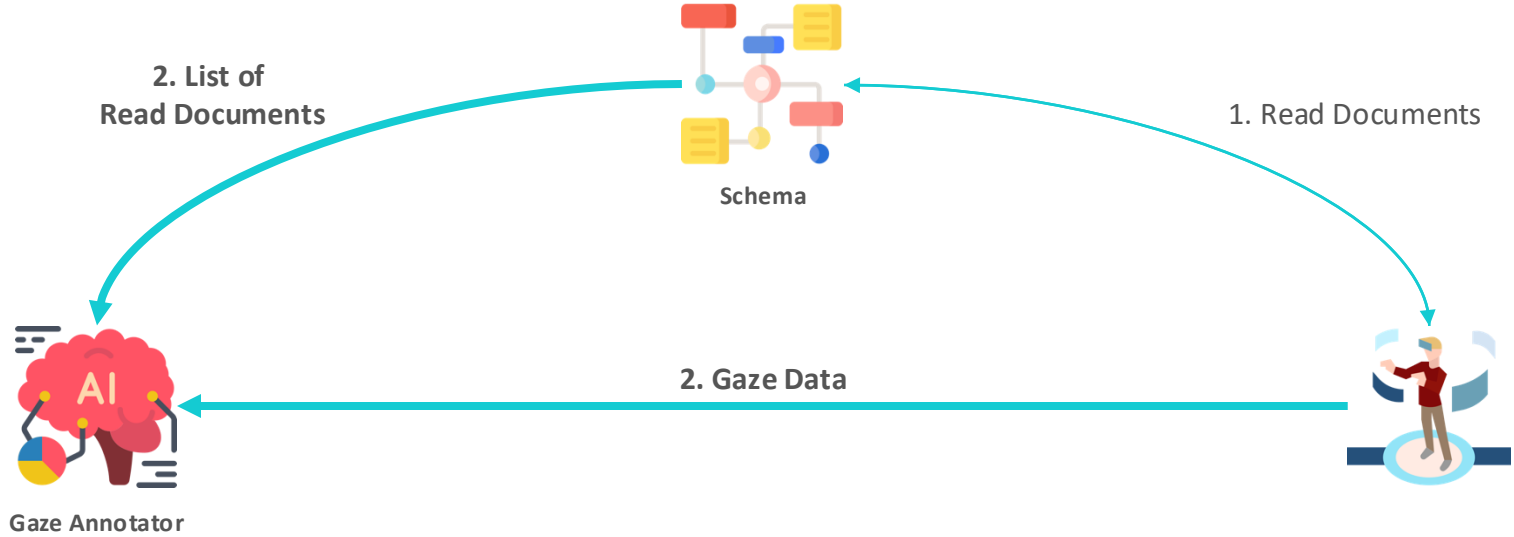 2. List of
Read Documents
1. Read Documents
Schema
2. Gaze Data
AI
Gaze Annotator